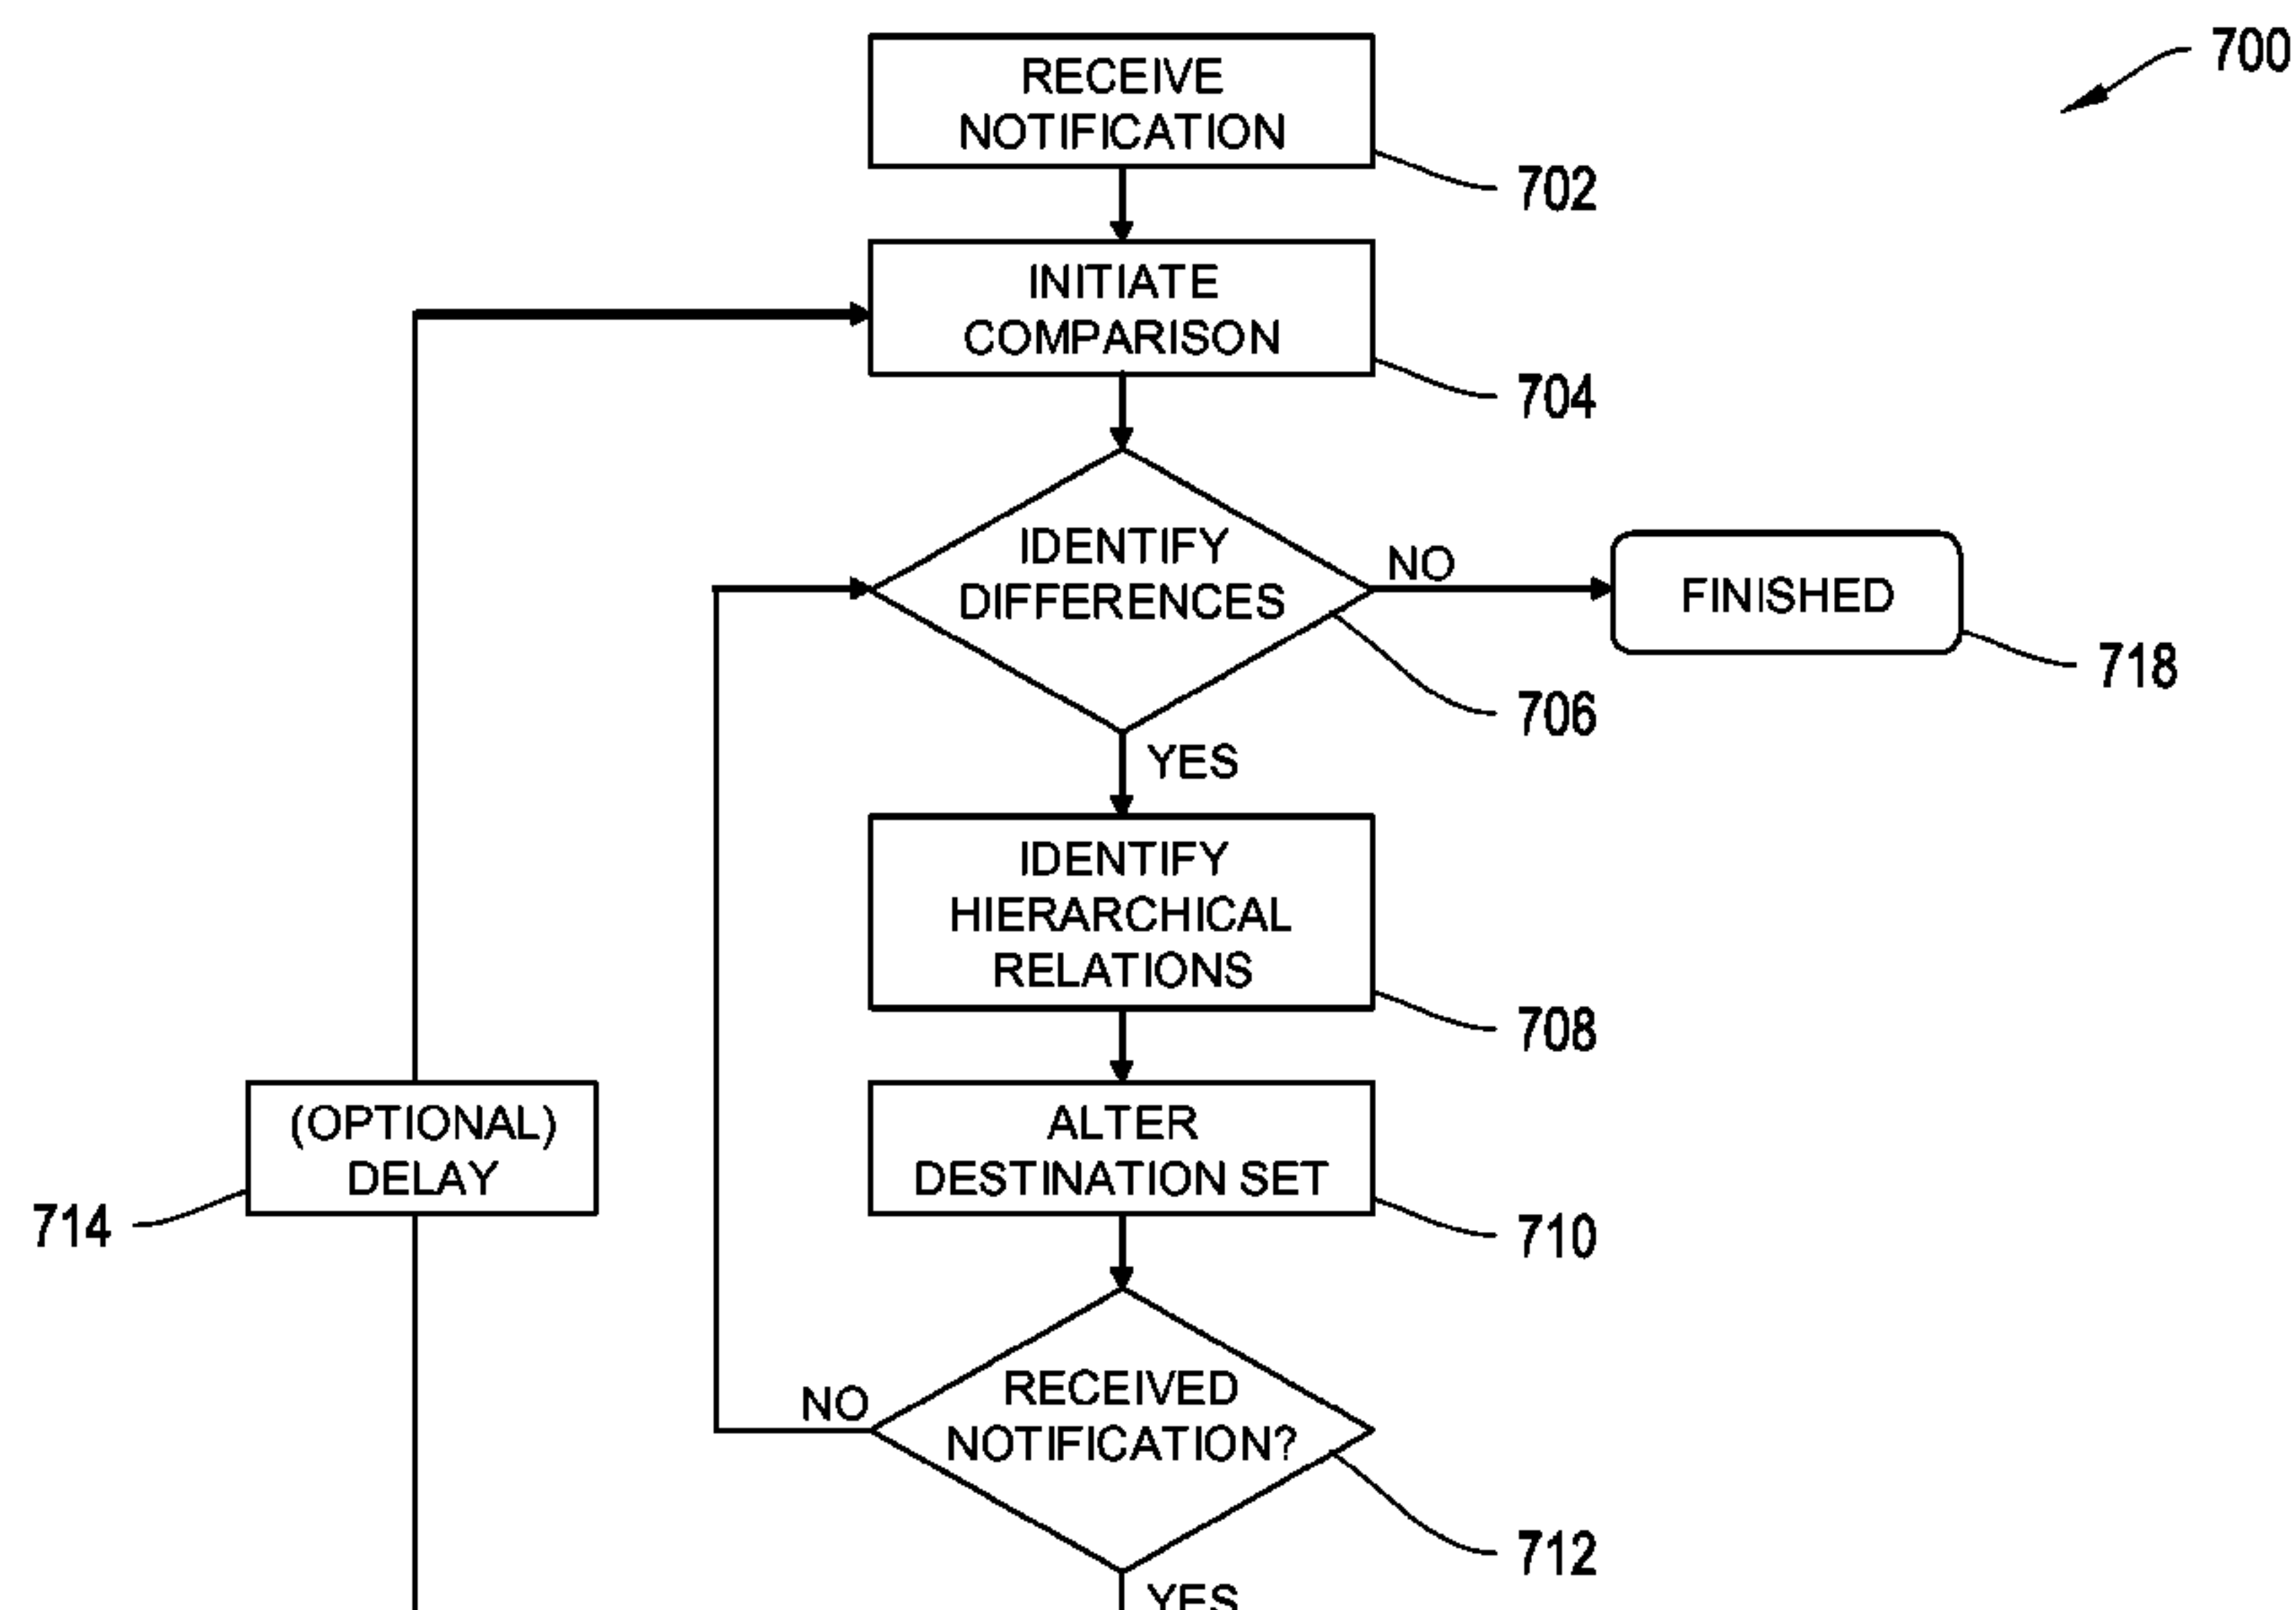 700
RECEIVE
NOTIFICATION
702
INITIATE
COMPARISON
704
IDENTIFY
DIFFERENCES
NO
706
FINISHED
718
YES
IDENTIFY
HIERARCHICAL
RELATIONS
708
(OPTIONAL)
DELAY
714
ALTER
DESTINATION SET
710
RECEIVED
NOTIFICATION?
NO
712
YES